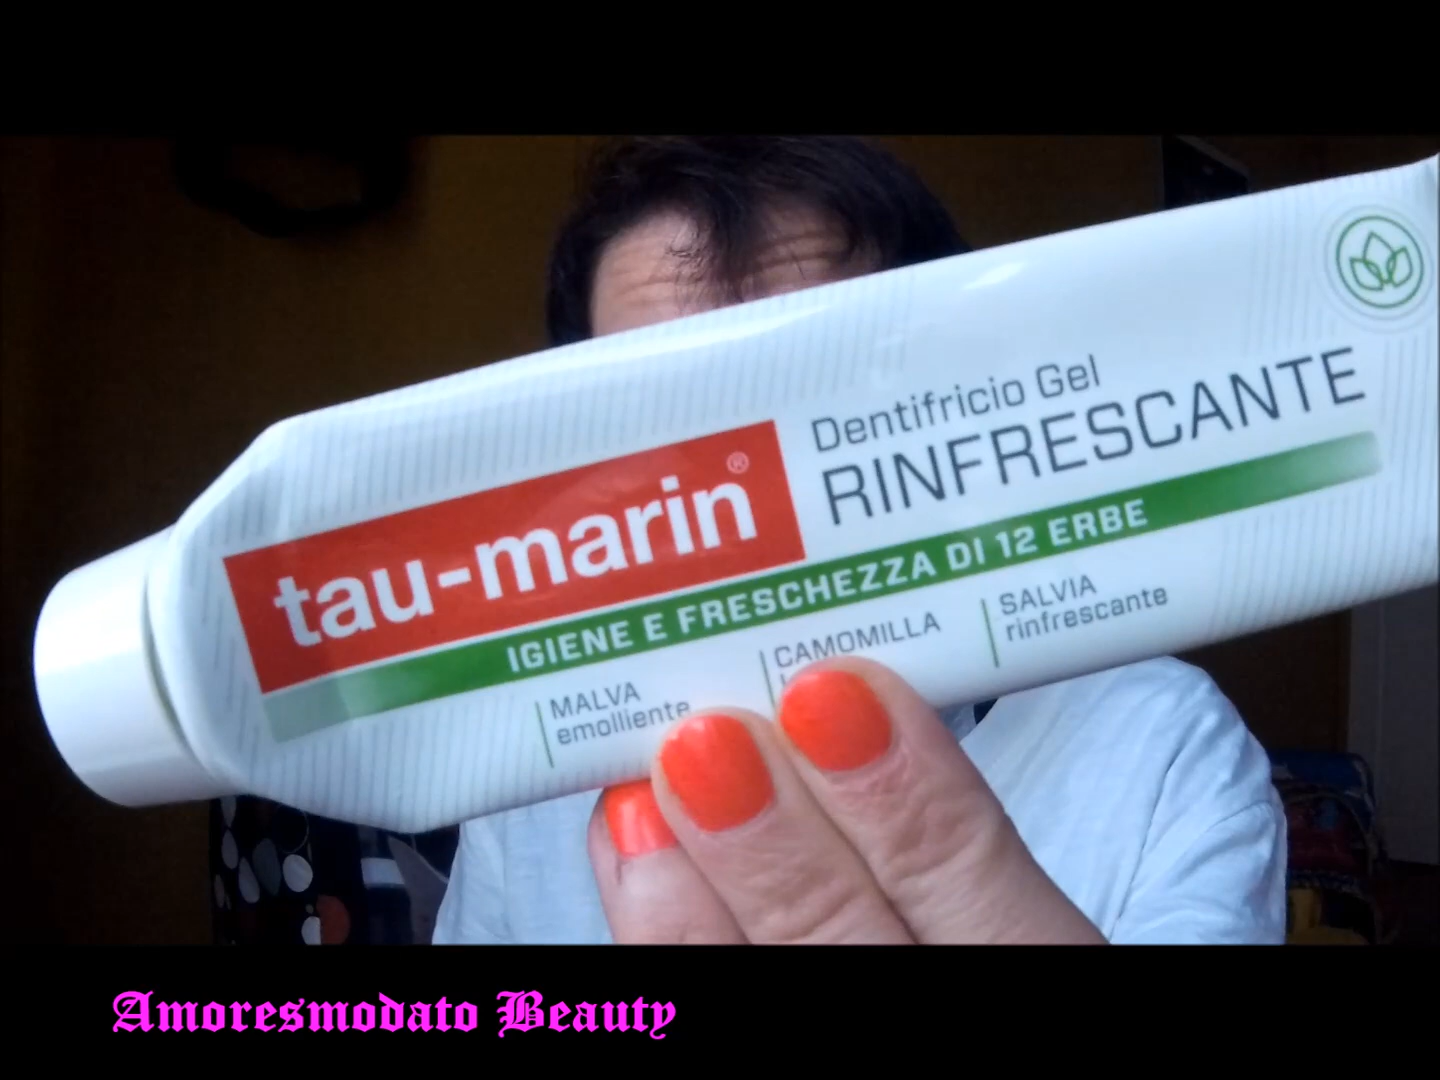 tau-marin®
Dentifricio Gel
RINFRESCANTE
IGIENE E FRESCHEZZA DI 12 ERBE
MALVA
emolliente
CAMOMILLA
SALVIA
rinfrescante
Amoresmodato Beauty